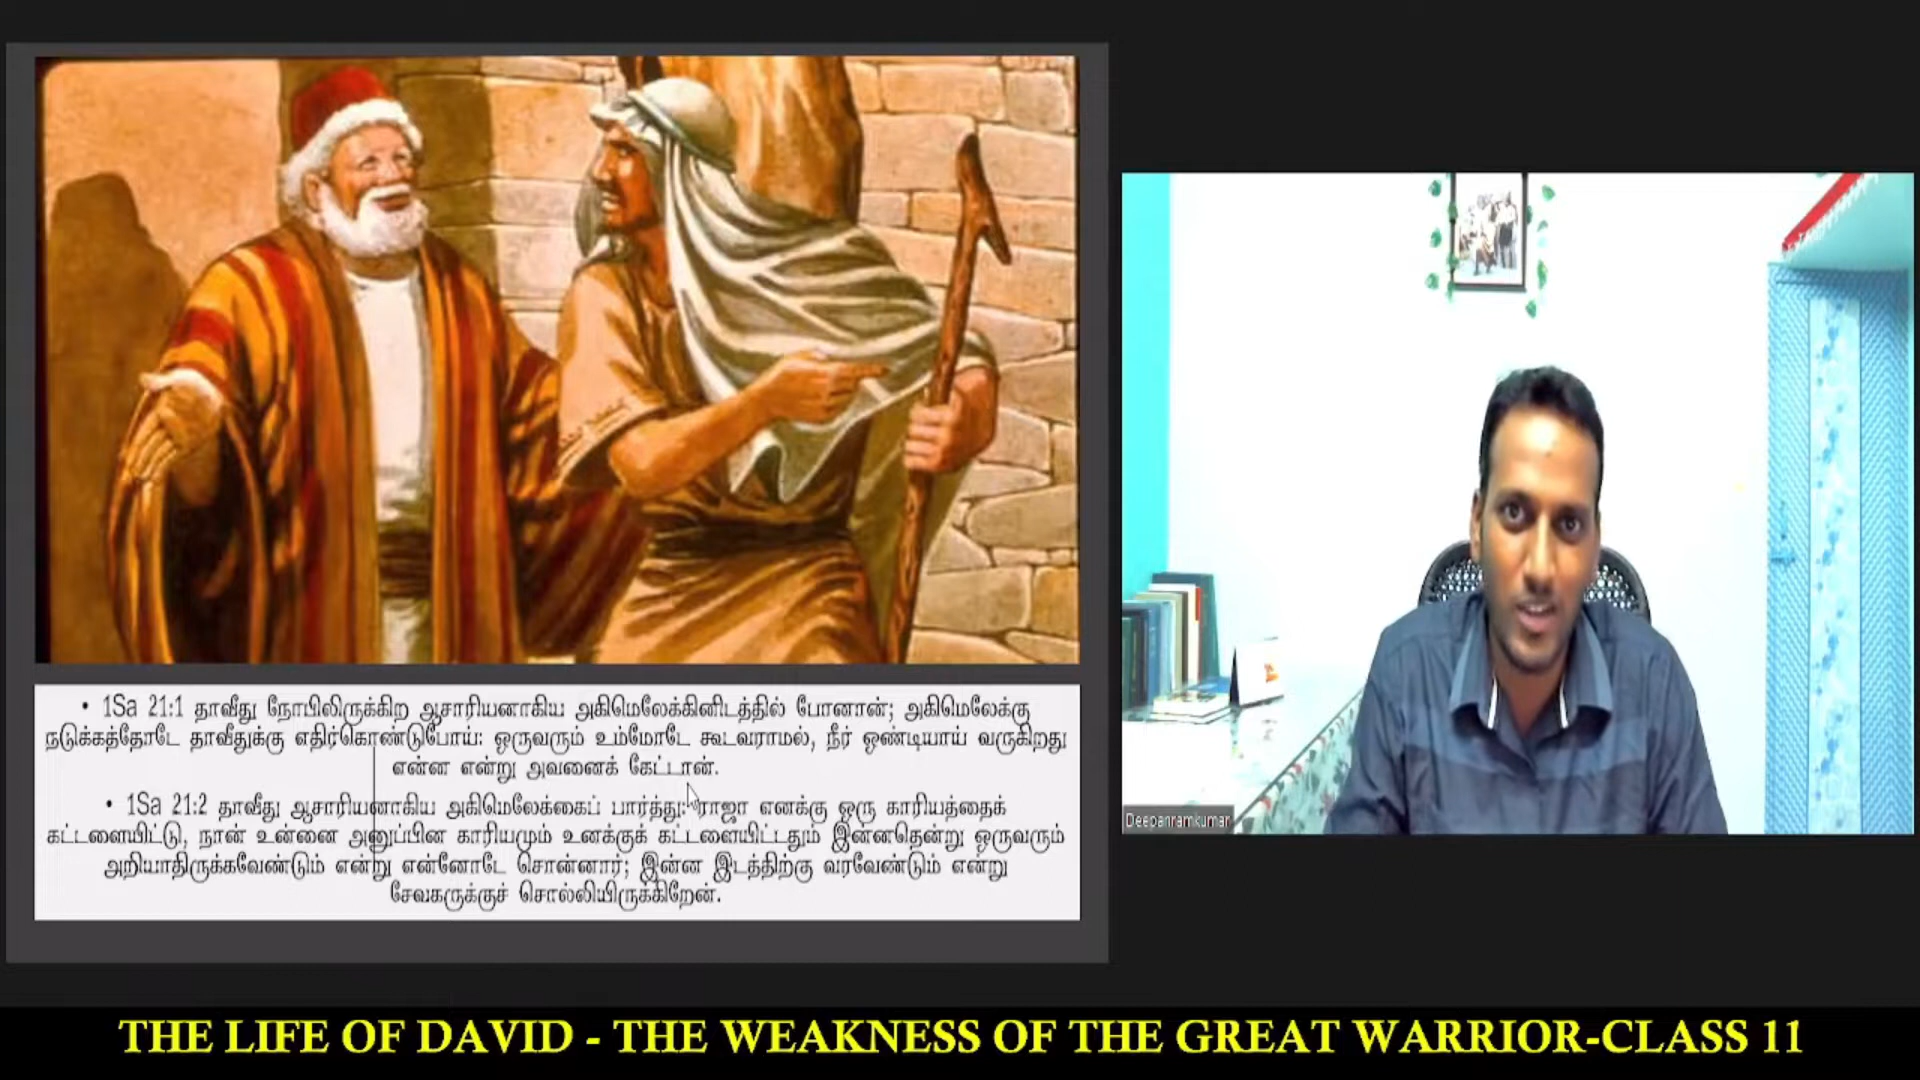 • 1Sa 21:1 தாவீது நோபிலிருக்கிற ஆசாரியனாகிய அகிமெலேக்கினிடத்தில் போனான்; அகிமெலேக்கு
நடுக்கத்தோடே தாவீதுக்கு எதிர்கொண்டுபோய்: ஒருவரும் உம்மோடே கூடவராமல், நீர் ஒண்டியாய் வருகிறது
என்ன என்று அவனைக் கேட்டான்.
• 1Sa 21:2 தாவீது ஆசாரியனாகிய அகிமெலேக்கைப் பார்த்து: ராஜா எனக்கு ஒரு காரியத்தைக்
கட்டளையிட்டு, நான் உன்னை அனுப்பின காரியமும் உனக்குக் கட்டளையிட்டதும் இன்னதென்று ஒருவரும்
அறியாதிருக்கவேண்டும் என்று என்னோடே சொன்னார்; இன்ன இடத்திற்கு வரவேண்டும் என்று
சேவகருக்குச் சொல்லியிருக்கிறேன்.
Deepanramkumar
THE LIFE OF DAVID - THE WEAKNESS OF THE GREAT WARRIOR-CLASS 11